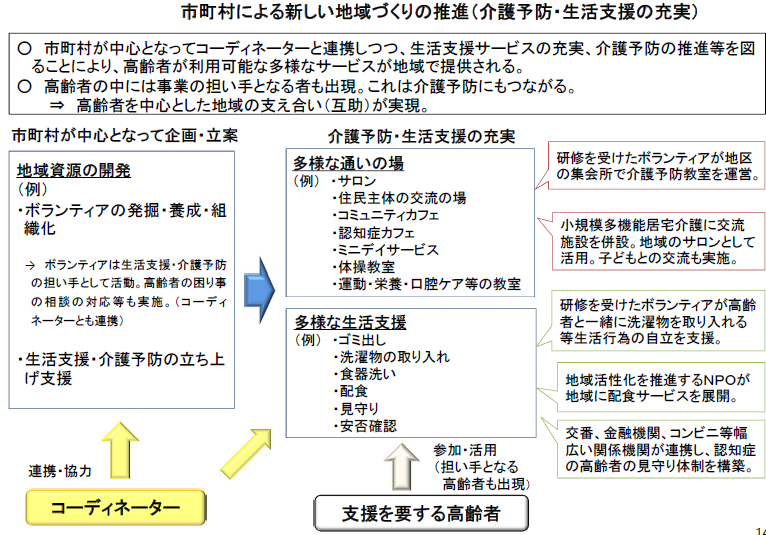 市町村による新しい地域づくりの推進(介護予防・生活支援の充実)
○ 市町村が中心となってコーディネーターと連携しつつ、生活支援サービスの充実、介護予防の推進等を図
ることにより、高齢者が利用可能な多様なサービスが地域で提供される。
○ 高齢者の中には事業の担い手となる者も出現。これは介護予防にもつながる。
⇒ 高齢者を中心とした地域の支え合い(互助)が実現。
市町村が中心となって企画・立案
地域資源の開発
(例)
・ボランティアの発掘・養成・組
織化
→ ボランティアは生活支援・介護予防
の担い手として活動。高齢者の困り事
の相談の対応等も実施。(コーディ
ネーターとも連携)
・生活支援・介護予防の立ち上
げ支援
介護予防・生活支援の充実
多様な通いの場
(例) ・サロン
・住民主体の交流の場
・コミュニティカフェ
・認知症カフェ
・ミニデイサービス
・体操教室
・運動・栄養・口腔ケア等の教室
多様な生活支援
(例) ・ゴミ出し
・洗濯物の取り入れ
・食器洗い
・配食
・見守り
・安否確認
研修を受けたボランティアが地区
の集会所で介護予防教室を運営。
小規模多機能居宅介護に交流
施設を併設。地域のサロンとして
活用。子どもとの交流も実施。
研修を受けたボランティアが高齢
者と一緒に洗濯物を取り入れる
等生活行為の自立を支援。
地域活性化を推進するNPOが
地域に配食サービスを展開。
交番、金融機関、コンビニ等幅
広い関係機関が連携し、認知症
の高齢者の見守り体制を構築。
連携・協力
コーディネーター
参加・活用
(担い手となる
高齢者も出現)
支援を要する高齢者
14